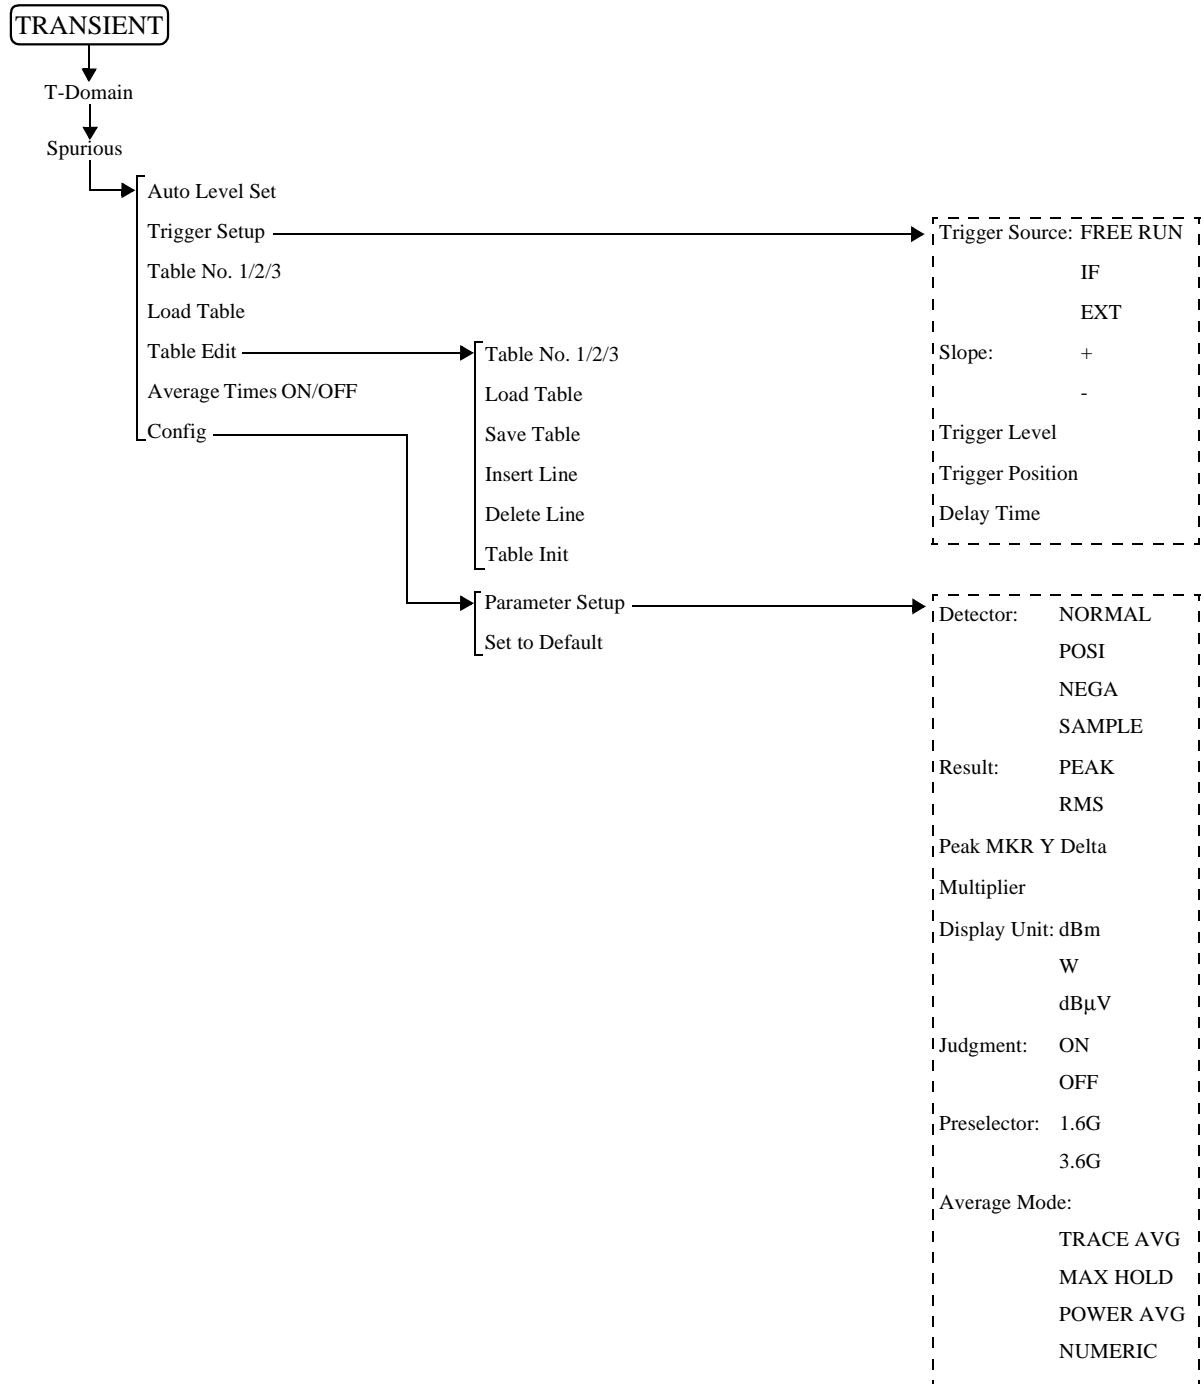 TRANSIENT
T-Domain
Spurious
Auto Level Set
Trigger Setup
Table No. 1/2/3
Load Table
Table Edit
Average Times ON/OFF
Config
Table No. 1/2/3
Load Table
Save Table
Insert Line
Delete Line
Table Init
Parameter Setup
Set to Default
Trigger Source: FREE RUN
IF
EXT
Slope: +
-
Trigger Level
Trigger Position
Delay Time
Detector: NORMAL
POSI
NEGA
SAMPLE
Result: PEAK
RMS
Peak MKR Y Delta
Multiplier
Display Unit: dBm
W
dBµV
Judgment: ON
OFF
Preselector: 1.6G
3.6G
Average Mode:
TRACE AVG
MAX HOLD
POWER AVG
NUMERIC